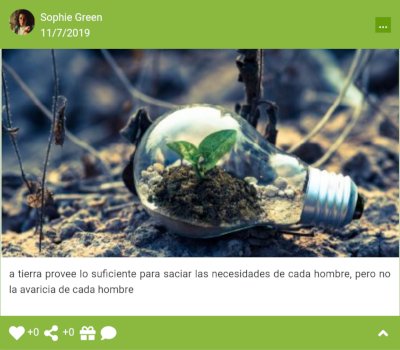 Sophie Green
11/7/2019
...
a tierra provee lo suficiente para saciar las necesidades de cada hombre, pero no
la avaricia de cada hombre
+0 +0